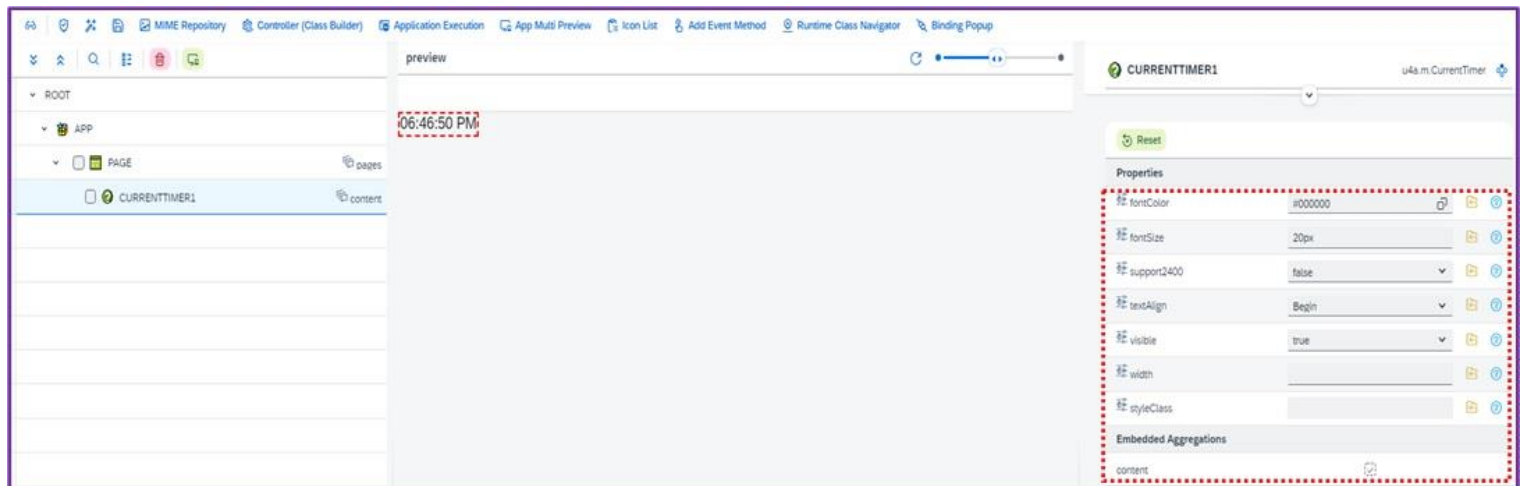 MIME Repository Controller (Class Builder) Application Execution App Multi Preview Icon List Add Event Method Runtime Class Navigator Binding Popup
preview
ROOT
APP
PAGE pages
CURRENTTIMER1 content
06:46:50 PM
CURRENTTIMER1 u4a.m.CurrentTimer
Reset
Properties
fontColor #000000
fontSize 20px
support2400 false
textAlign Begin
visible true
width
styleClass
Embedded Aggregations
content